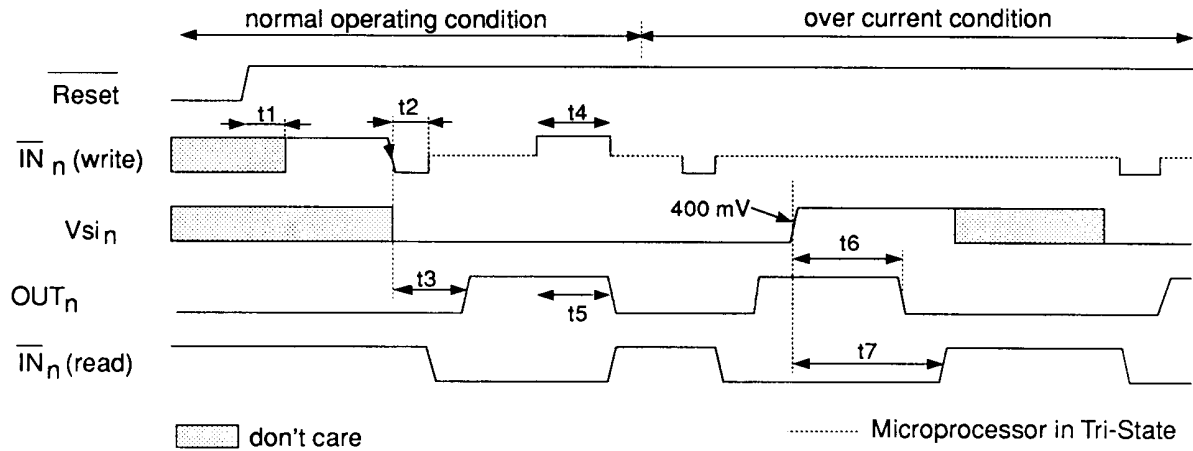 normal operating condition
over current condition
Reset
t1
t2
t4
IN n (write)
400 mV
Vsi n
t6
t3
OUT n
t5
t7
IN n (read)
don't care
Microprocessor in Tri-State